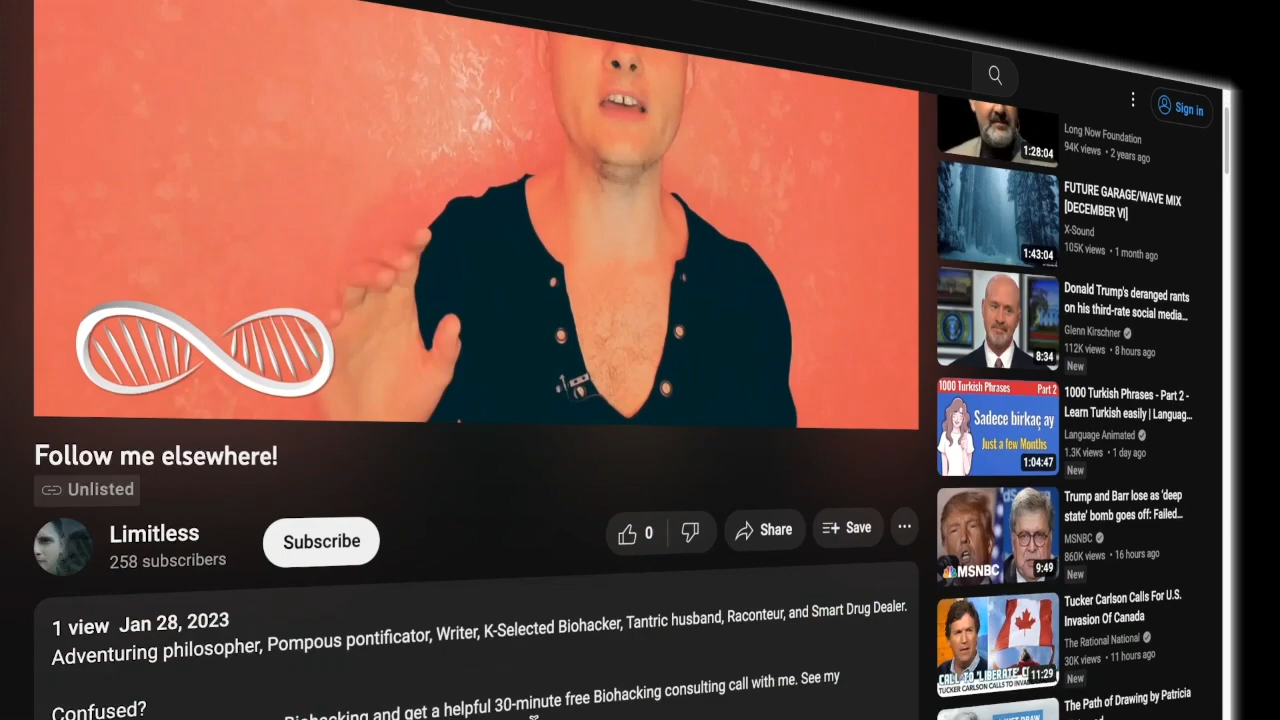 Sign in
1:28:04
Long Now Foundation
94K views • 2 years ago
1:43:04
FUTURE GARAGE/WAVE MIX
[DECEMBER VI]
X-Sound
105K views • 1 month ago
8:34
Donald Trump's deranged rants
on his third-rate social media...
Glenn Kirschner
112K views • 8 hours ago
New
1000 Turkish Phrases Part 2
Sadece birkaç ay
Just a few Months
1:04:47
1000 Turkish Phrases - Part 2 -
Learn Turkish easily | Languag...
Language Animated
1.3K views • 1 day ago
New
MSNBC
9:49
Trump and Barr lose as 'deep
state' bomb goes off: Failed...
MSNBC
860K views • 16 hours ago
New
CALL TO 'LIBERATE'
TUCKER CARLSON CALLS TO
11:29
Tucker Carlson Calls For U.S.
Invasion Of Canada
The Rational National
30K views • 11 hours ago
New
The Path of Drawing by Patricia
Follow me elsewhere!
Unlisted
Limitless
258 subscribers
Subscribe
0
Share
Save
1 view Jan 28, 2023
Adventuring philosopher, Pompous pontificator, Writer, K-Selected Biohacker, Tantric husband, Raconteur, and Smart Drug Dealer.
Confused?
Biohacking and get a helpful 30-minute free Biohacking consulting call with me. See my